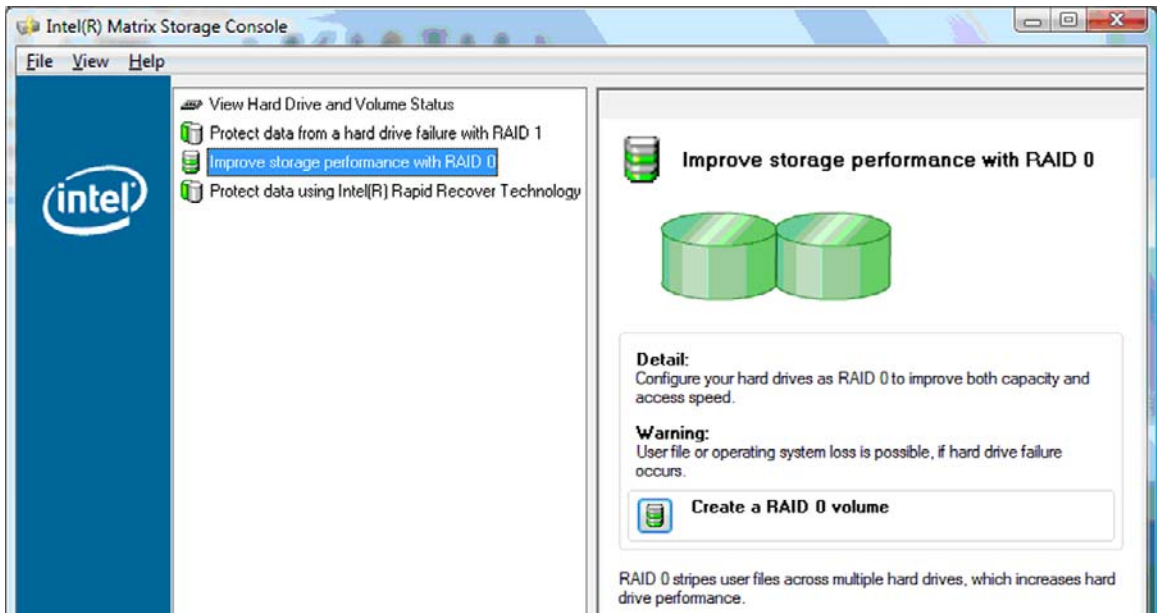 Intel(R) Matrix Storage Console
File View Help
View Hard Drive and Volume Status
Protect data from a hard drive failure with RAID 1
Improve storage performance with RAID 0
Protect data using Intel(R) Rapid Recover Technology
intel
Improve storage performance with RAID 0
Detail:
Configure your hard drives as RAID 0 to improve both capacity and
access speed.
Warning:
User file or operating system loss is possible, if hard drive failure
occurs.
Create a RAID 0 volume
RAID 0 stripes user files across multiple hard drives, which increases hard
drive performance.